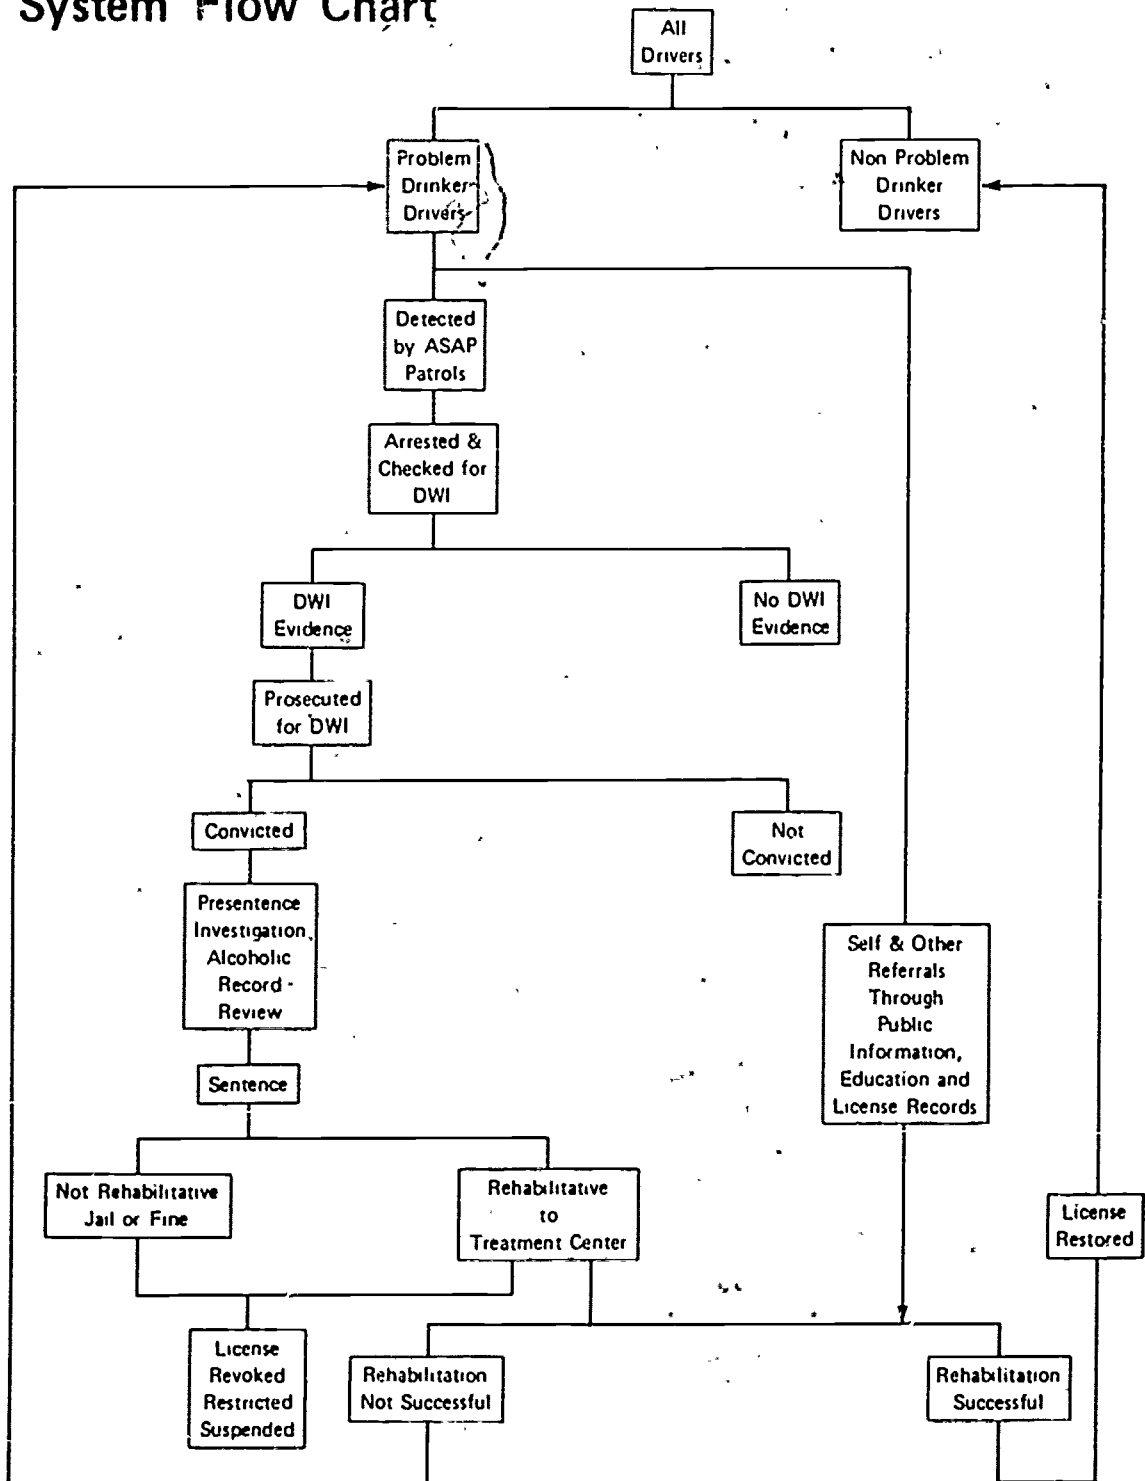 System Flow Chart
All
Drivers
Problem
Drinker
Drivers
Non Problem
Drinker
Drivers
Detected
by ASAP
Patrols
Arrested &
Checked for
DWI
DWI
Evidence
No DWI
Evidence
Prosecuted
for DWI
Convicted
Not
Convicted
Presentence
Investigation,
Alcoholic
Record -
Review
Self & Other
Referrals
Through
Public
Information,
Education and
License Records
Sentence
Not Rehabilitative
Jail or Fine
Rehabilitative
to
Treatment Center
License
Restored
License
Revoked
Restricted
Suspended
Rehabilitation
Not Successful
Rehabilitation
Successful